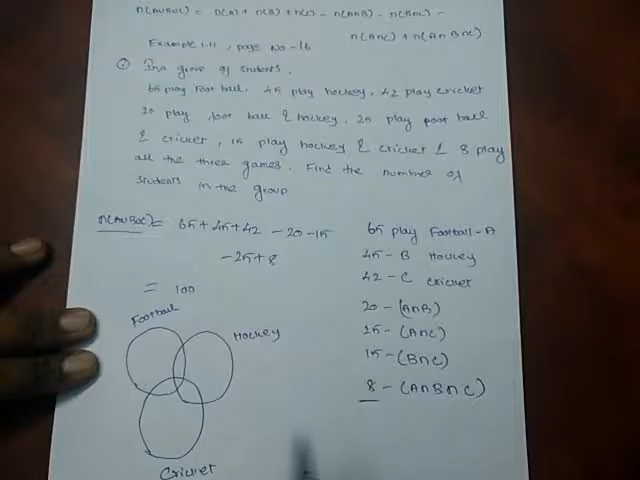 n(AUBUC) = n(A) + n(B) + n(C) - n(A∩B) - n(B∩C) -
n(A∩C) + n(A∩B∩C)
Example 1.11, page No - 16
In a group of students,
65 play Foot ball, 45 play hockey, 42 play cricket
20 play foot ball & hockey, 25 play foot ball
& cricket, 15 play hockey & cricket & 8 play
all the three games. Find the number of
students in the group
n(AUBUC) = 65 + 45 + 42 - 20 - 15
- 25 + 8
= 100
65 play Football - A
45 - B Hockey
42 - C cricket
20 - (A∩B)
25 - (A∩C)
15 - (B∩C)
8 - (A∩B∩C)
Football
Hockey
Cricket